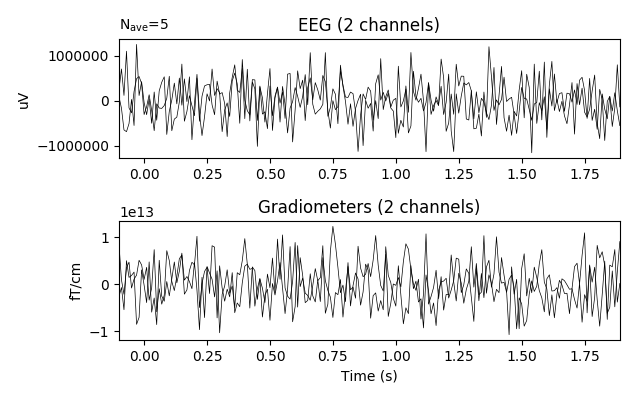 N_ave=5
EEG (2 channels)
1000000
0
−1000000
uV
0.00 0.25 0.50 0.75 1.00 1.25 1.50 1.75
1e13
Gradiometers (2 channels)
1
0
−1
fT/cm
0.00 0.25 0.50 0.75 1.00 1.25 1.50 1.75
Time (s)